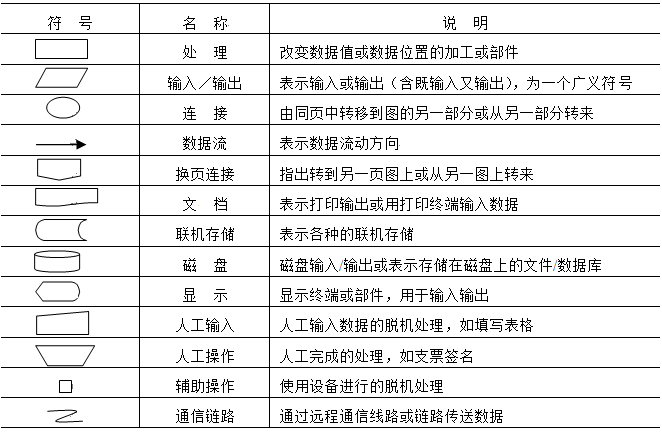 符 号 名 称 说 明
处 理 改变数据值或数据位置的加工或部件
输入／输出 表示输入或输出（含既输入又输出），为一个广义符号
连 接 由同页中转移到图的另一部分或从另一部分转来
数据流 表示数据流动方向
换页连接 指出转到另一页图上或从另一图上转来
文 档 表示打印输出或用打印终端输入数据
联机存储 表示各种的联机存储
磁 盘 磁盘输入/输出或表示存储在磁盘上的文件/数据库
显 示 显示终端或部件，用于输入输出
人工输入 人工输入数据的脱机处理，如填写表格
人工操作 人工完成的处理，如支票签名
辅助操作 使用设备进行的脱机处理
通信链路 通过远程通信线路或链路传送数据